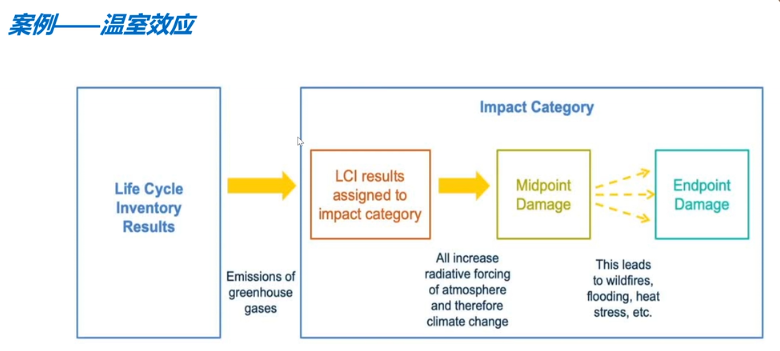 案例——温室效应
Impact Category
Life Cycle
Inventory
Results
Emissions of
greenhouse
gases
LCI results
assigned to
impact category
All increase
radiative forcing
of atmosphere
and therefore
climate change
Midpoint
Damage
This leads
to wildfires,
flooding, heat
stress, etc.
Endpoint
Damage